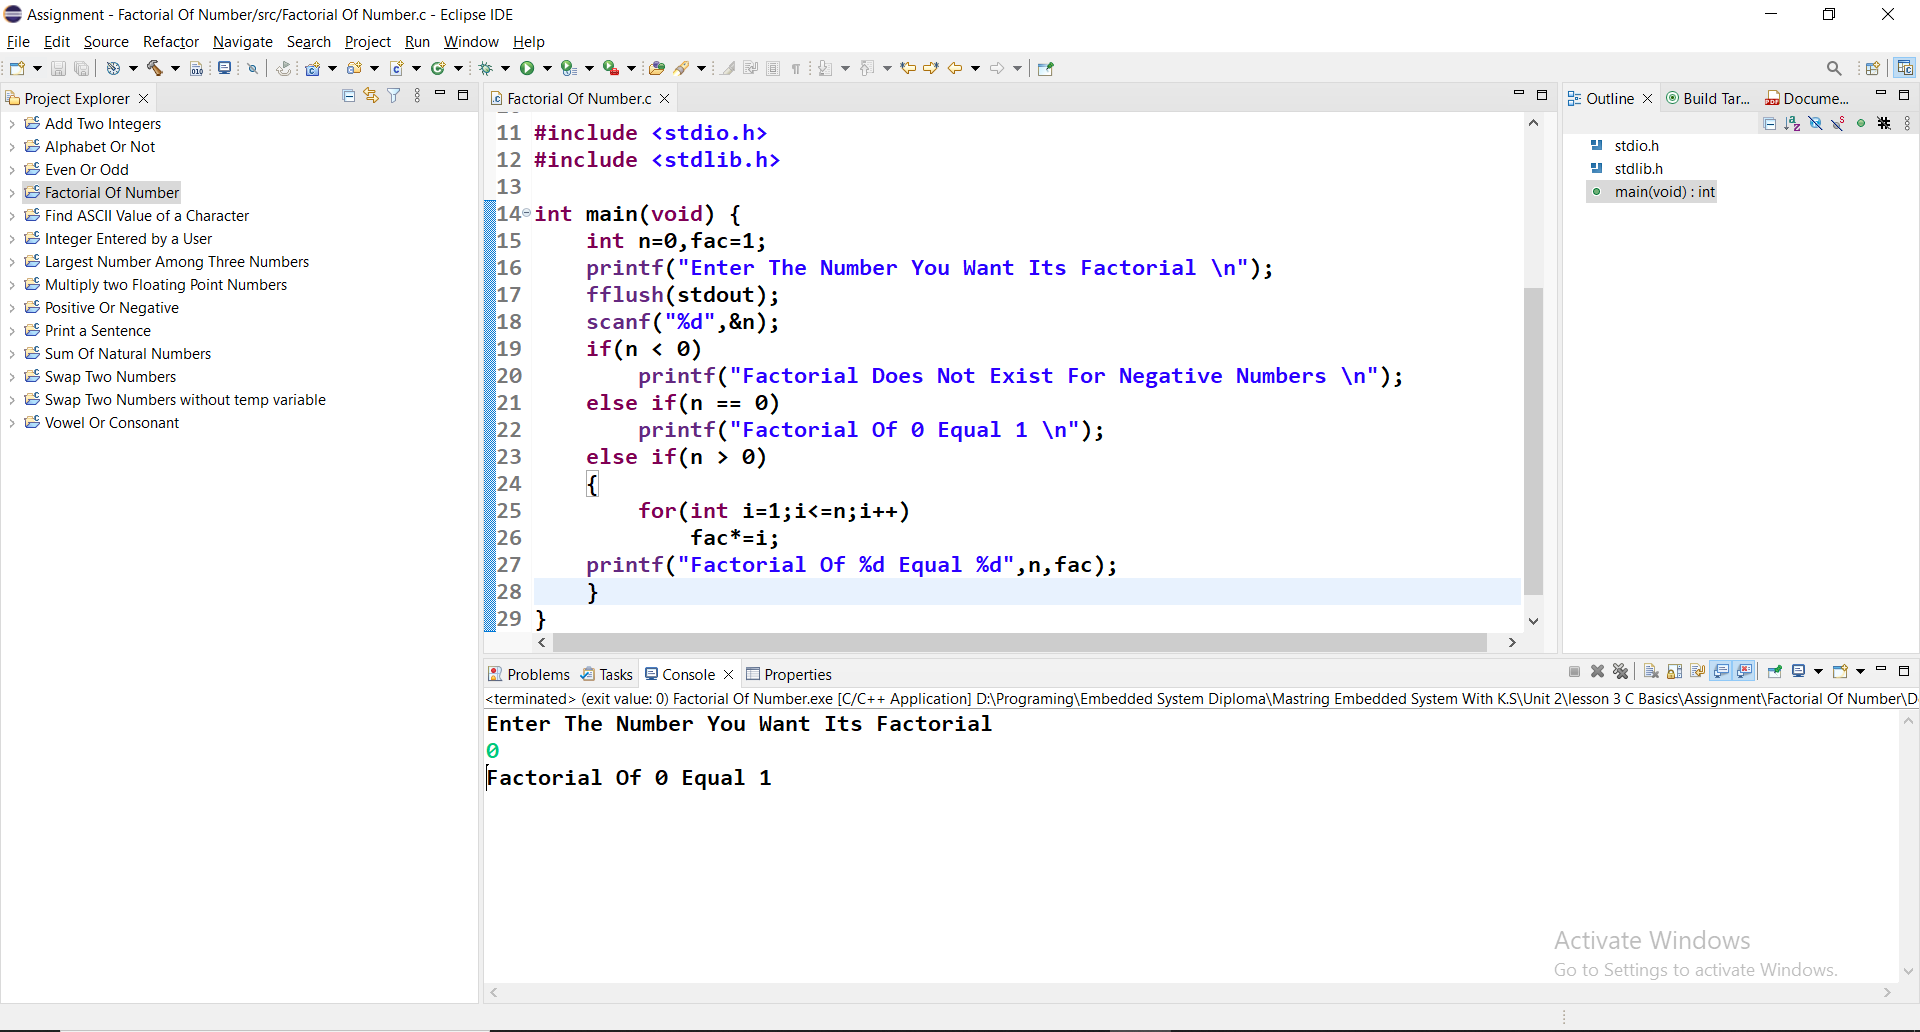 Assignment - Factorial Of Number/src/Factorial Of Number.c - Eclipse IDE
File Edit Source Refactor Navigate Search Project Run Window Help
Project Explorer
Add Two Integers
Alphabet Or Not
Even Or Odd
Factorial Of Number
Find ASCII Value of a Character
Integer Entered by a User
Largest Number Among Three Numbers
Multiply two Floating Point Numbers
Positive Or Negative
Print a Sentence
Sum Of Natural Numbers
Swap Two Numbers
Swap Two Numbers without temp variable
Vowel Or Consonant
Factorial Of Number.c
11 #include <stdio.h>
12 #include <stdlib.h>
13
14 int main(void) {
15     int n=0,fac=1;
16     printf("Enter The Number You Want Its Factorial \n");
17     fflush(stdout);
18     scanf("%d",&n);
19     if(n < 0)
20         printf("Factorial Does Not Exist For Negative Numbers \n");
21     else if(n == 0)
22         printf("Factorial Of 0 Equal 1 \n");
23     else if(n > 0)
24     {
25         for(int i=1;i<=n;i++)
26             fac*=i;
27     printf("Factorial Of %d Equal %d",n,fac);
28     }
29 }
Outline Build Tar... Docume...
stdio.h
stdlib.h
main(void) : int
Problems Tasks Console Properties
<terminated> (exit value: 0) Factorial Of Number.exe [C/C++ Application] D:\Programing\Embedded System Diploma\Mastring Embedded System With K.S\Unit 2\lesson 3 C Basics\Assignment\Factorial Of Number\D
Enter The Number You Want Its Factorial
0
Factorial Of 0 Equal 1
Activate Windows
Go to Settings to activate Windows.